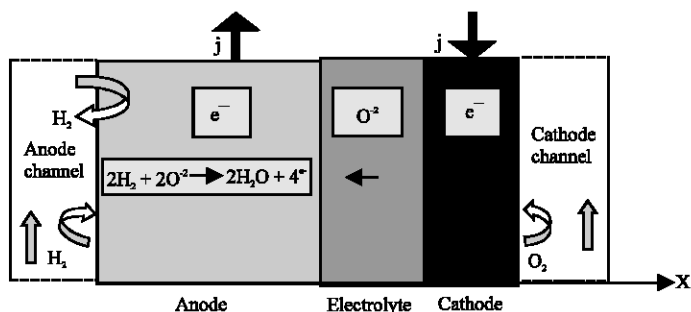 j
j
H₂
e⁻
O⁻²
e⁻
Anode
channel
Cathode
channel
2H₂ + 2O⁻² → 2H₂O + 4ᵉ⁻
H₂
O₂
X
Anode
Electrolyte
Cathode